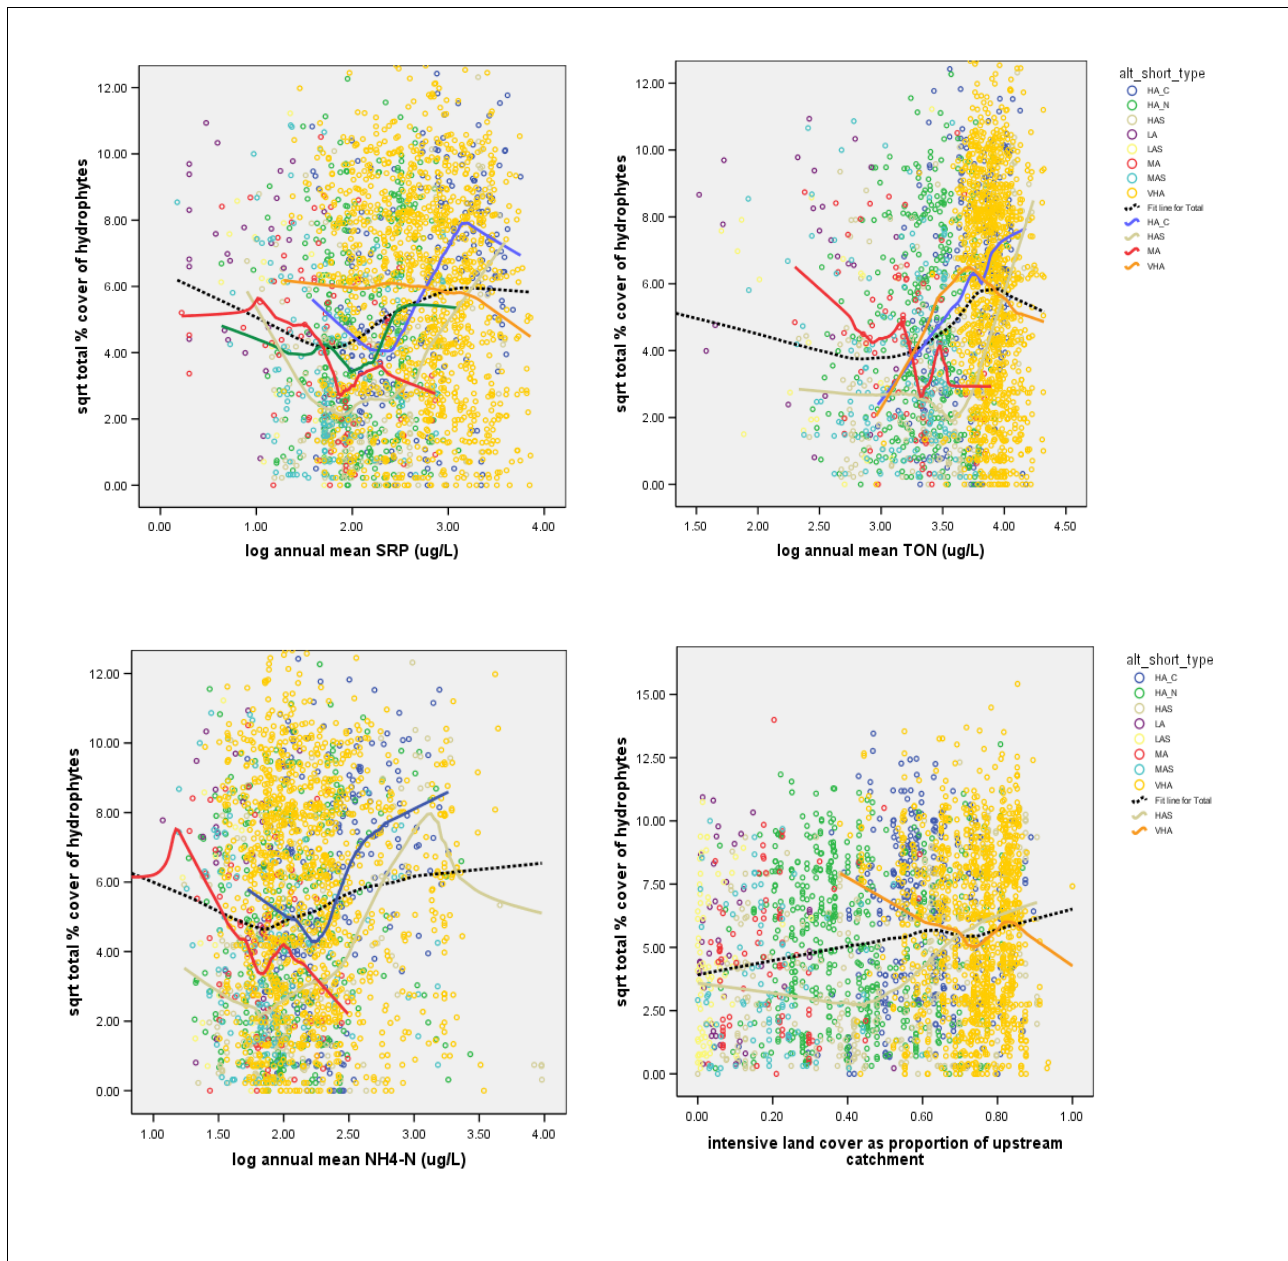 alt_short_type
HA_C
HA_N
HAS
LA
LAS
MA
MAS
VHA
Fit line for Total
HA_C
HAS
MA
VHA
sqrt total % cover of hydrophytes
12.00
10.00
8.00
6.00
4.00
2.00
0.00
0.00 1.00 2.00 3.00 4.00
log annual mean SRP (ug/L)
sqrt total % cover of hydrophytes
12.00
10.00
8.00
6.00
4.00
2.00
0.00
1.50 2.00 2.50 3.00 3.50 4.00 4.50
log annual mean TON (ug/L)
sqrt total % cover of hydrophytes
12.00
10.00
8.00
6.00
4.00
2.00
0.00
1.00 1.50 2.00 2.50 3.00 3.50 4.00
log annual mean NH4-N (ug/L)
sqrt total % cover of hydrophytes
15.00
12.50
10.00
7.50
5.00
2.50
0.00
0.00 0.20 0.40 0.60 0.80 1.00
intensive land cover as proportion of upstream
catchment
alt_short_type
HA_C
HA_N
HAS
LA
LAS
MA
MAS
VHA
Fit line for Total
HAS
VHA